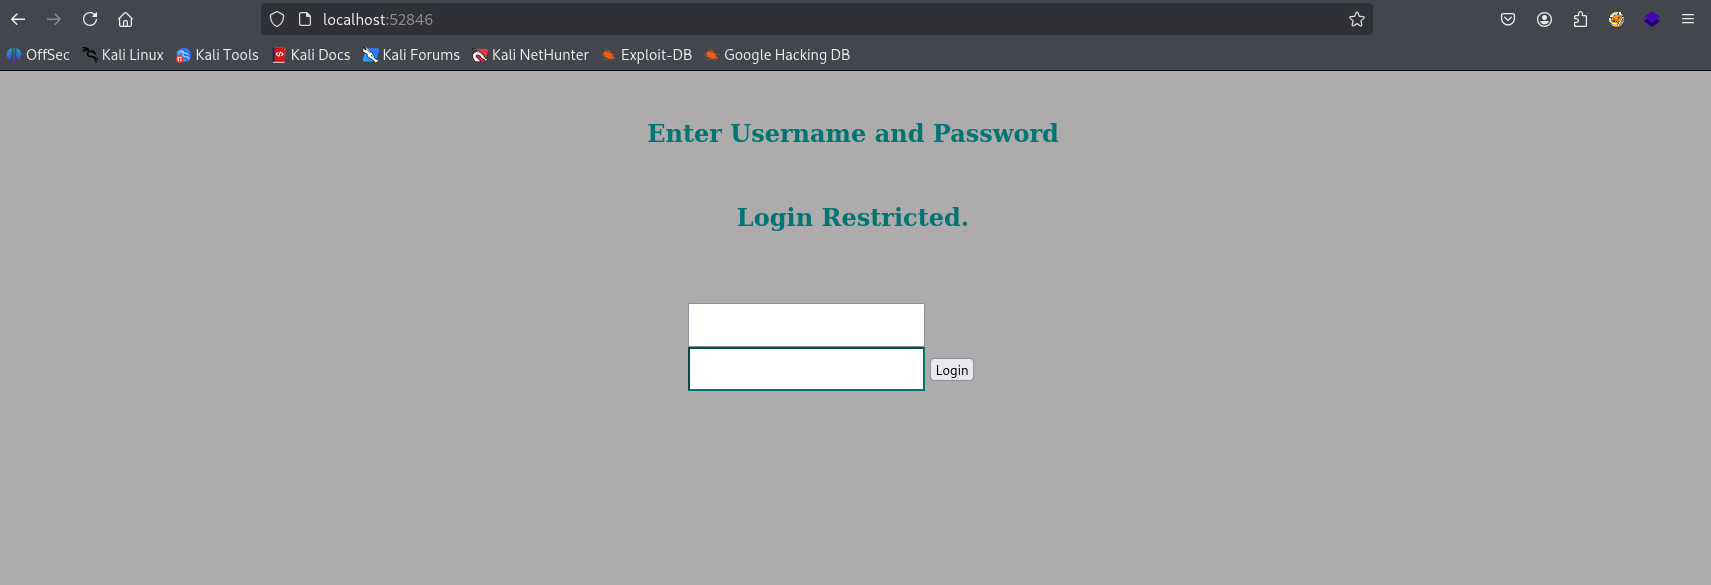 localhost:52846
OffSec Kali Linux Kali Tools Kali Docs Kali Forums Kali NetHunter Exploit-DB Google Hacking DB
Enter Username and Password
Login Restricted.
Login